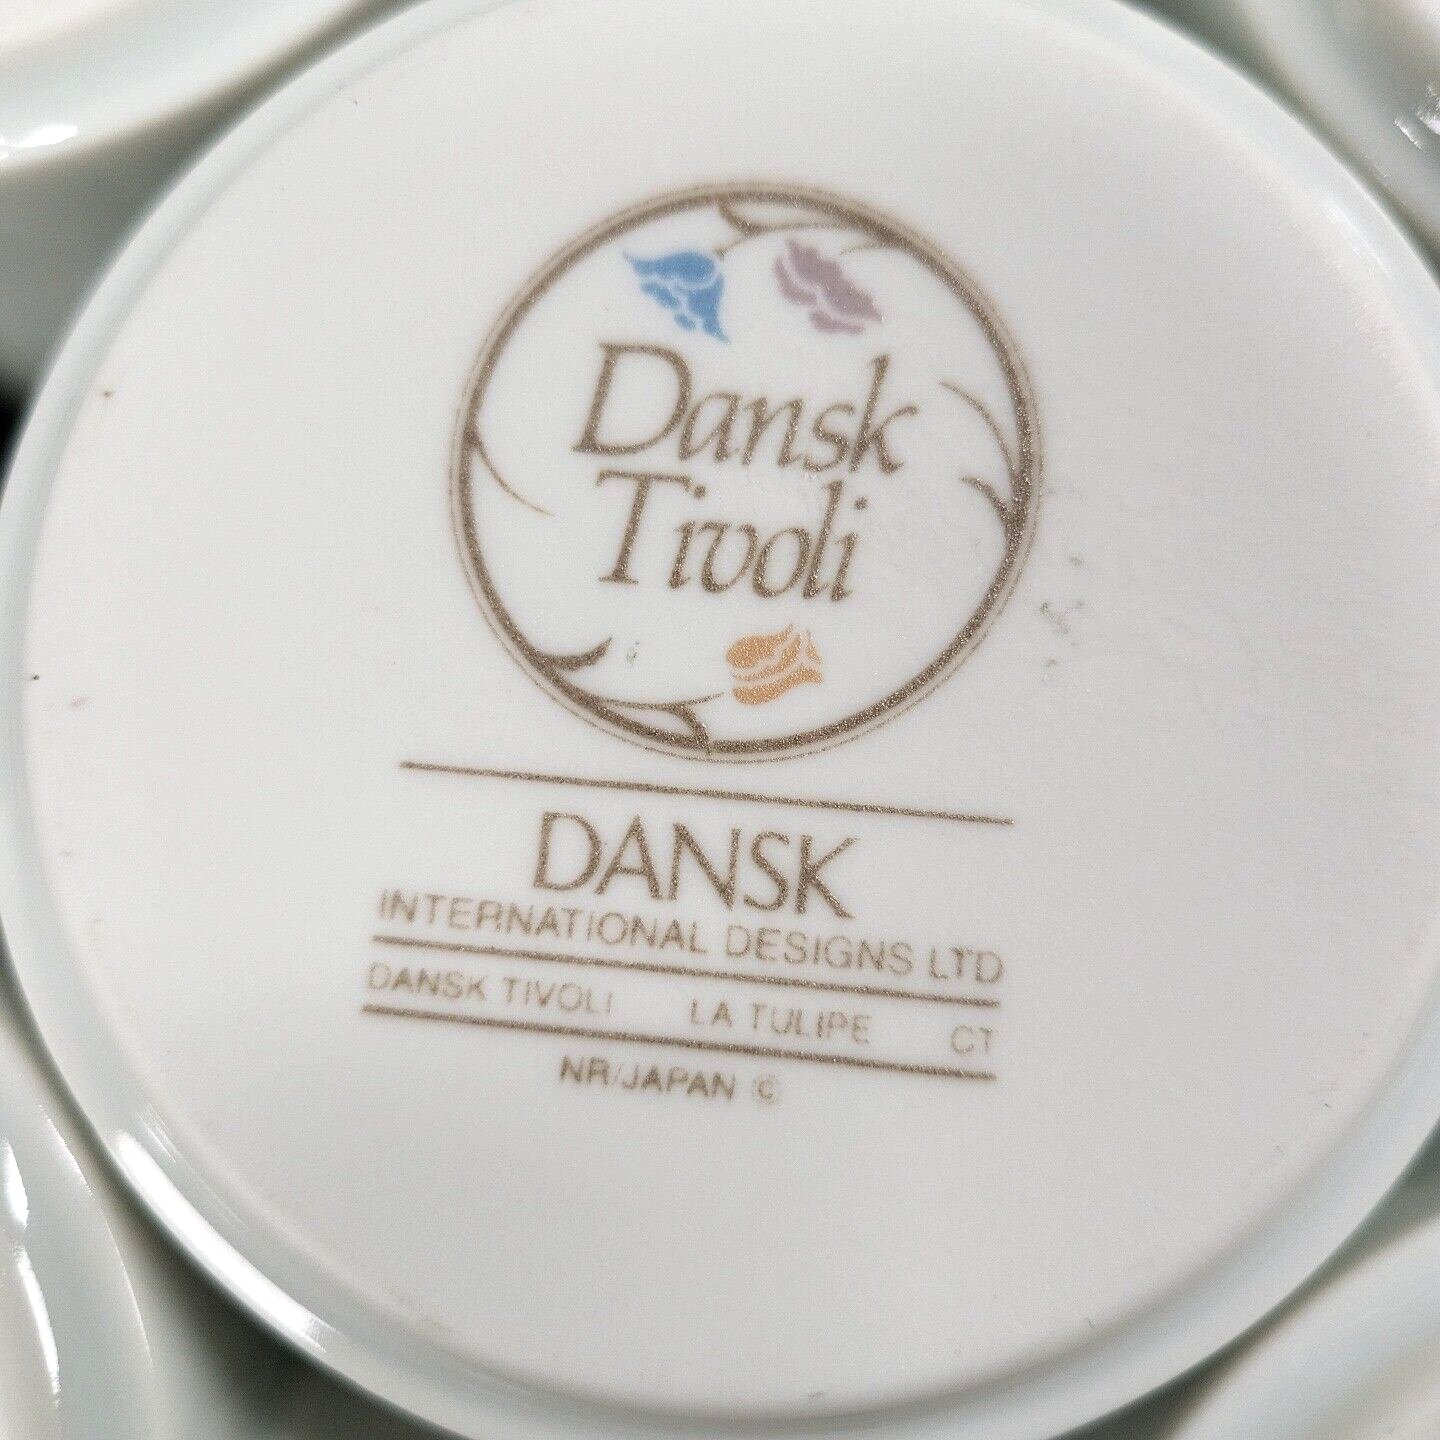 Dansk
Tivoli
DANSK
INTERNATIONAL DESIGNS LTD
DANSK TIVOLI LA TULIPE CT
NR/JAPAN ©